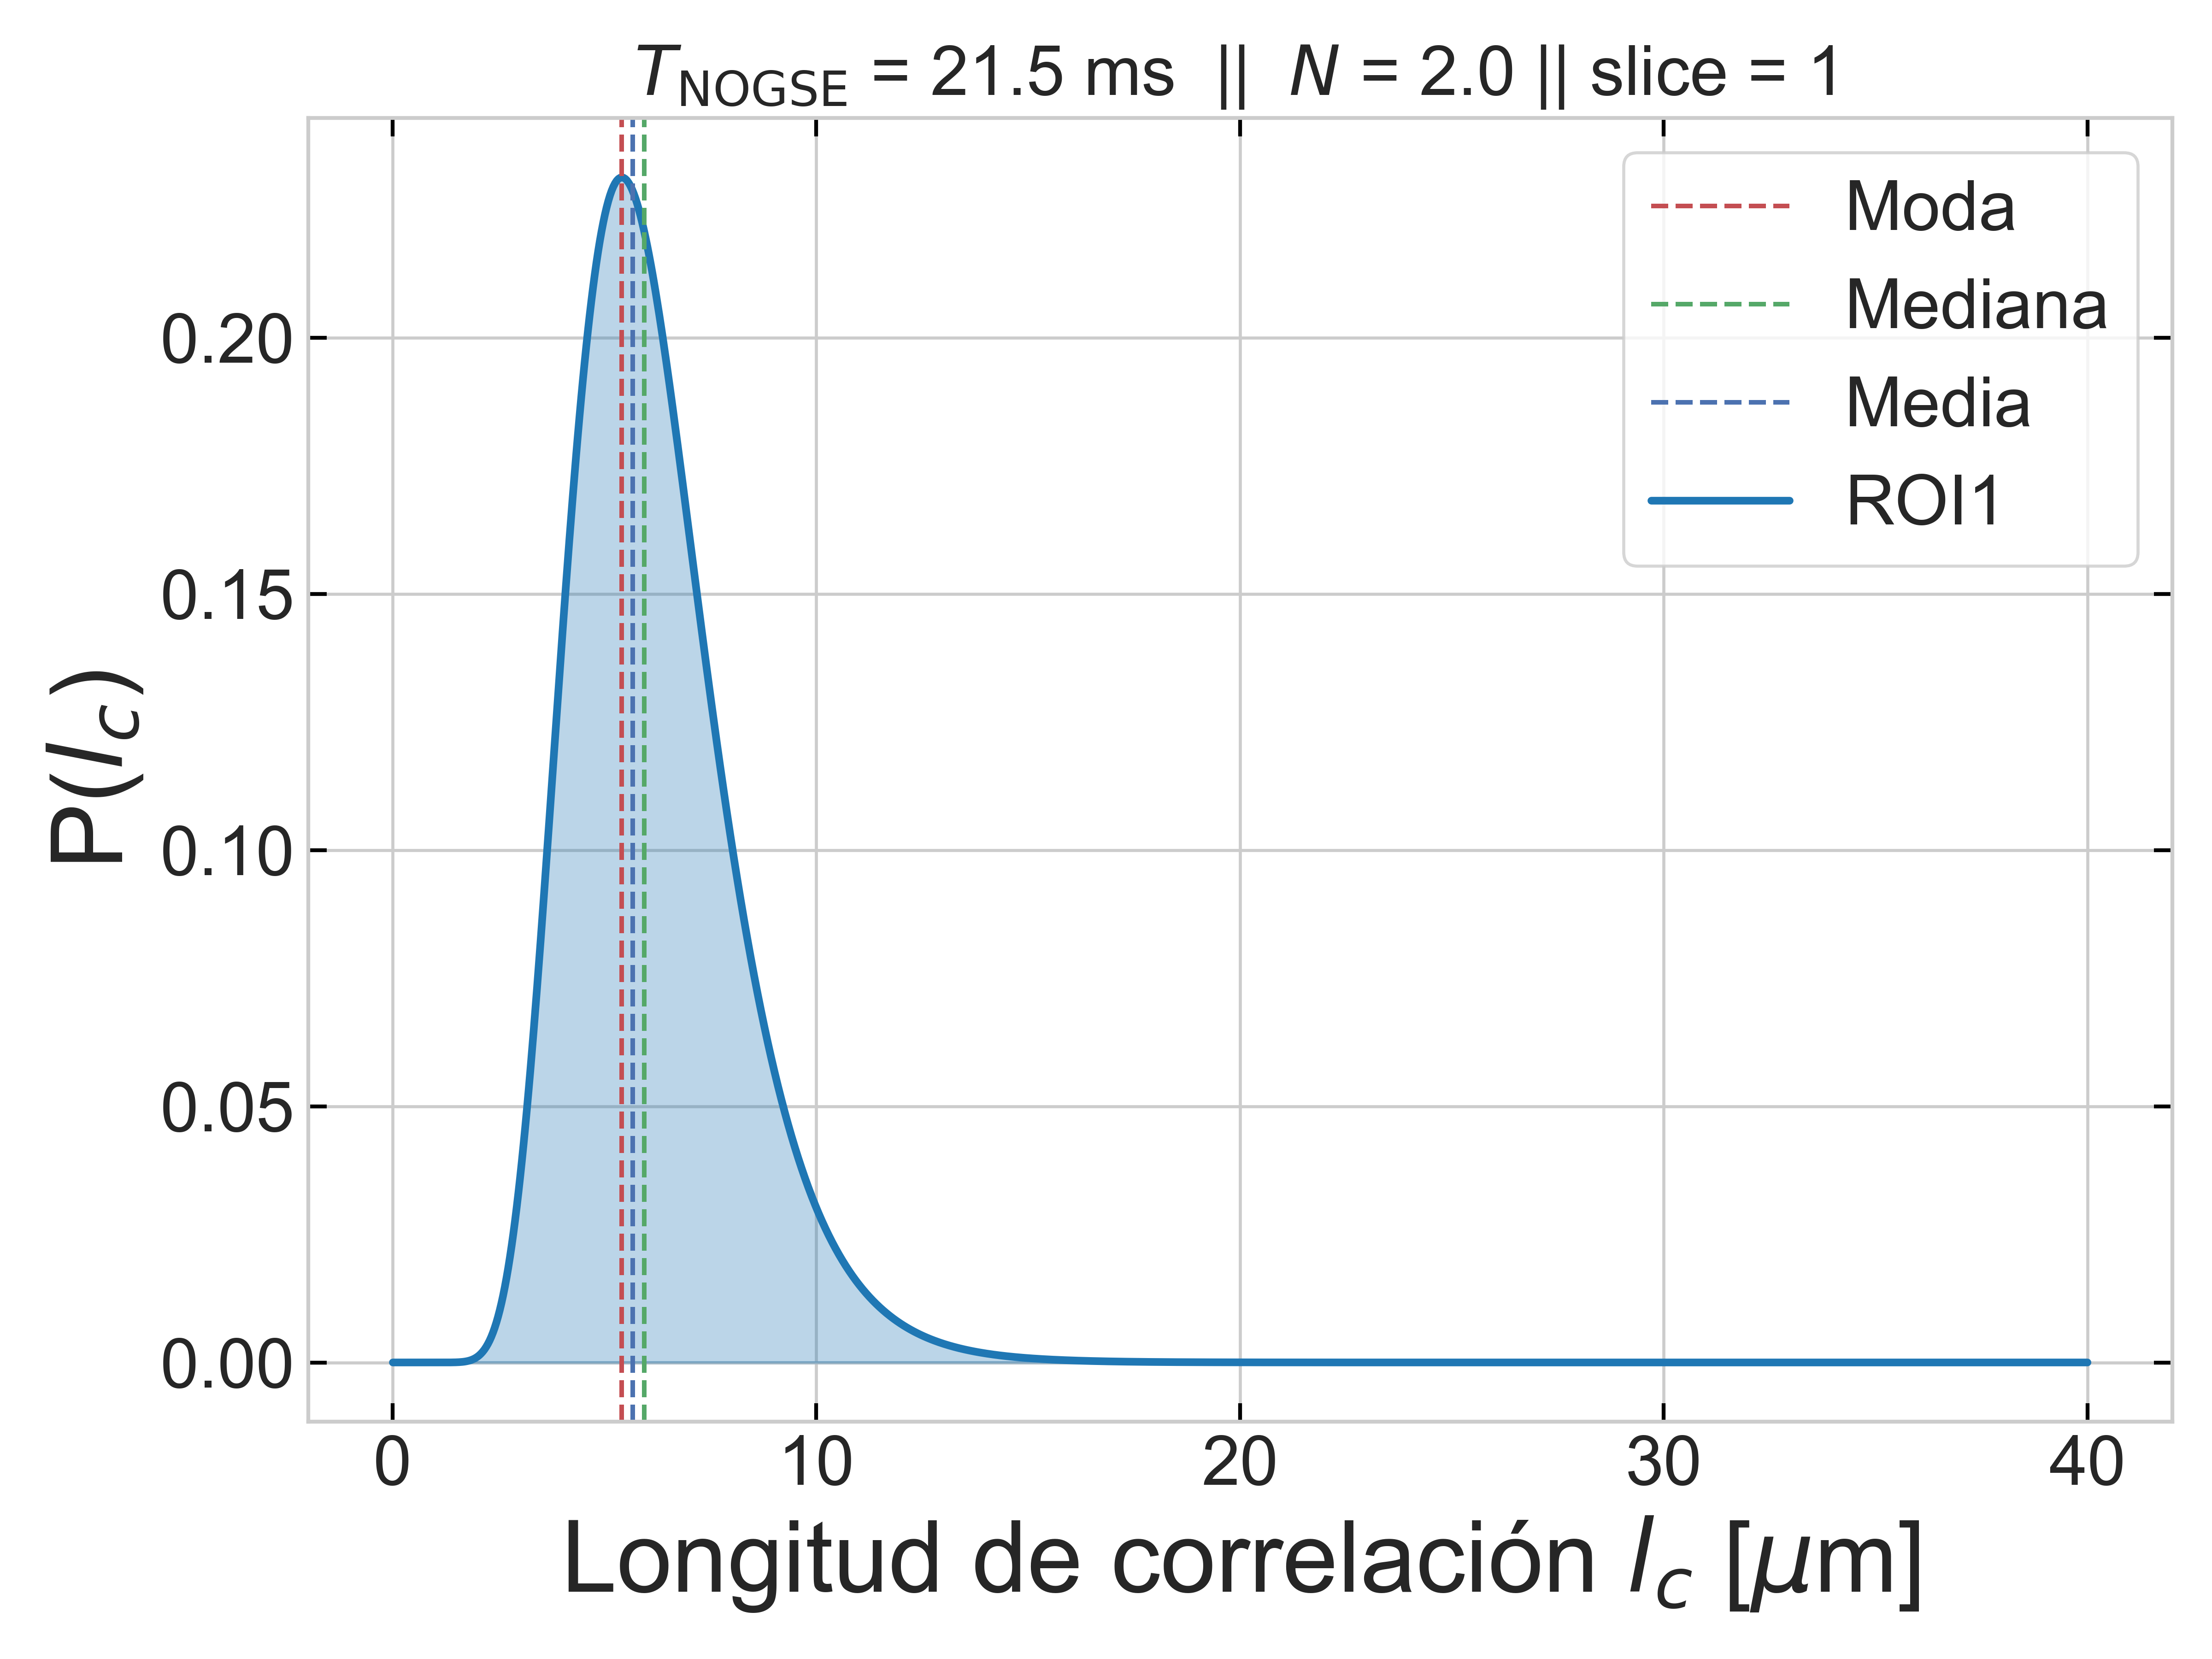 T_NOGSE = 21.5 ms || N = 2.0 || slice = 1
Moda
Mediana
Media
ROI1
P(l_c)
0.20
0.15
0.10
0.05
0.00
0 10 20 30 40
Longitud de correlación l_c [μm]